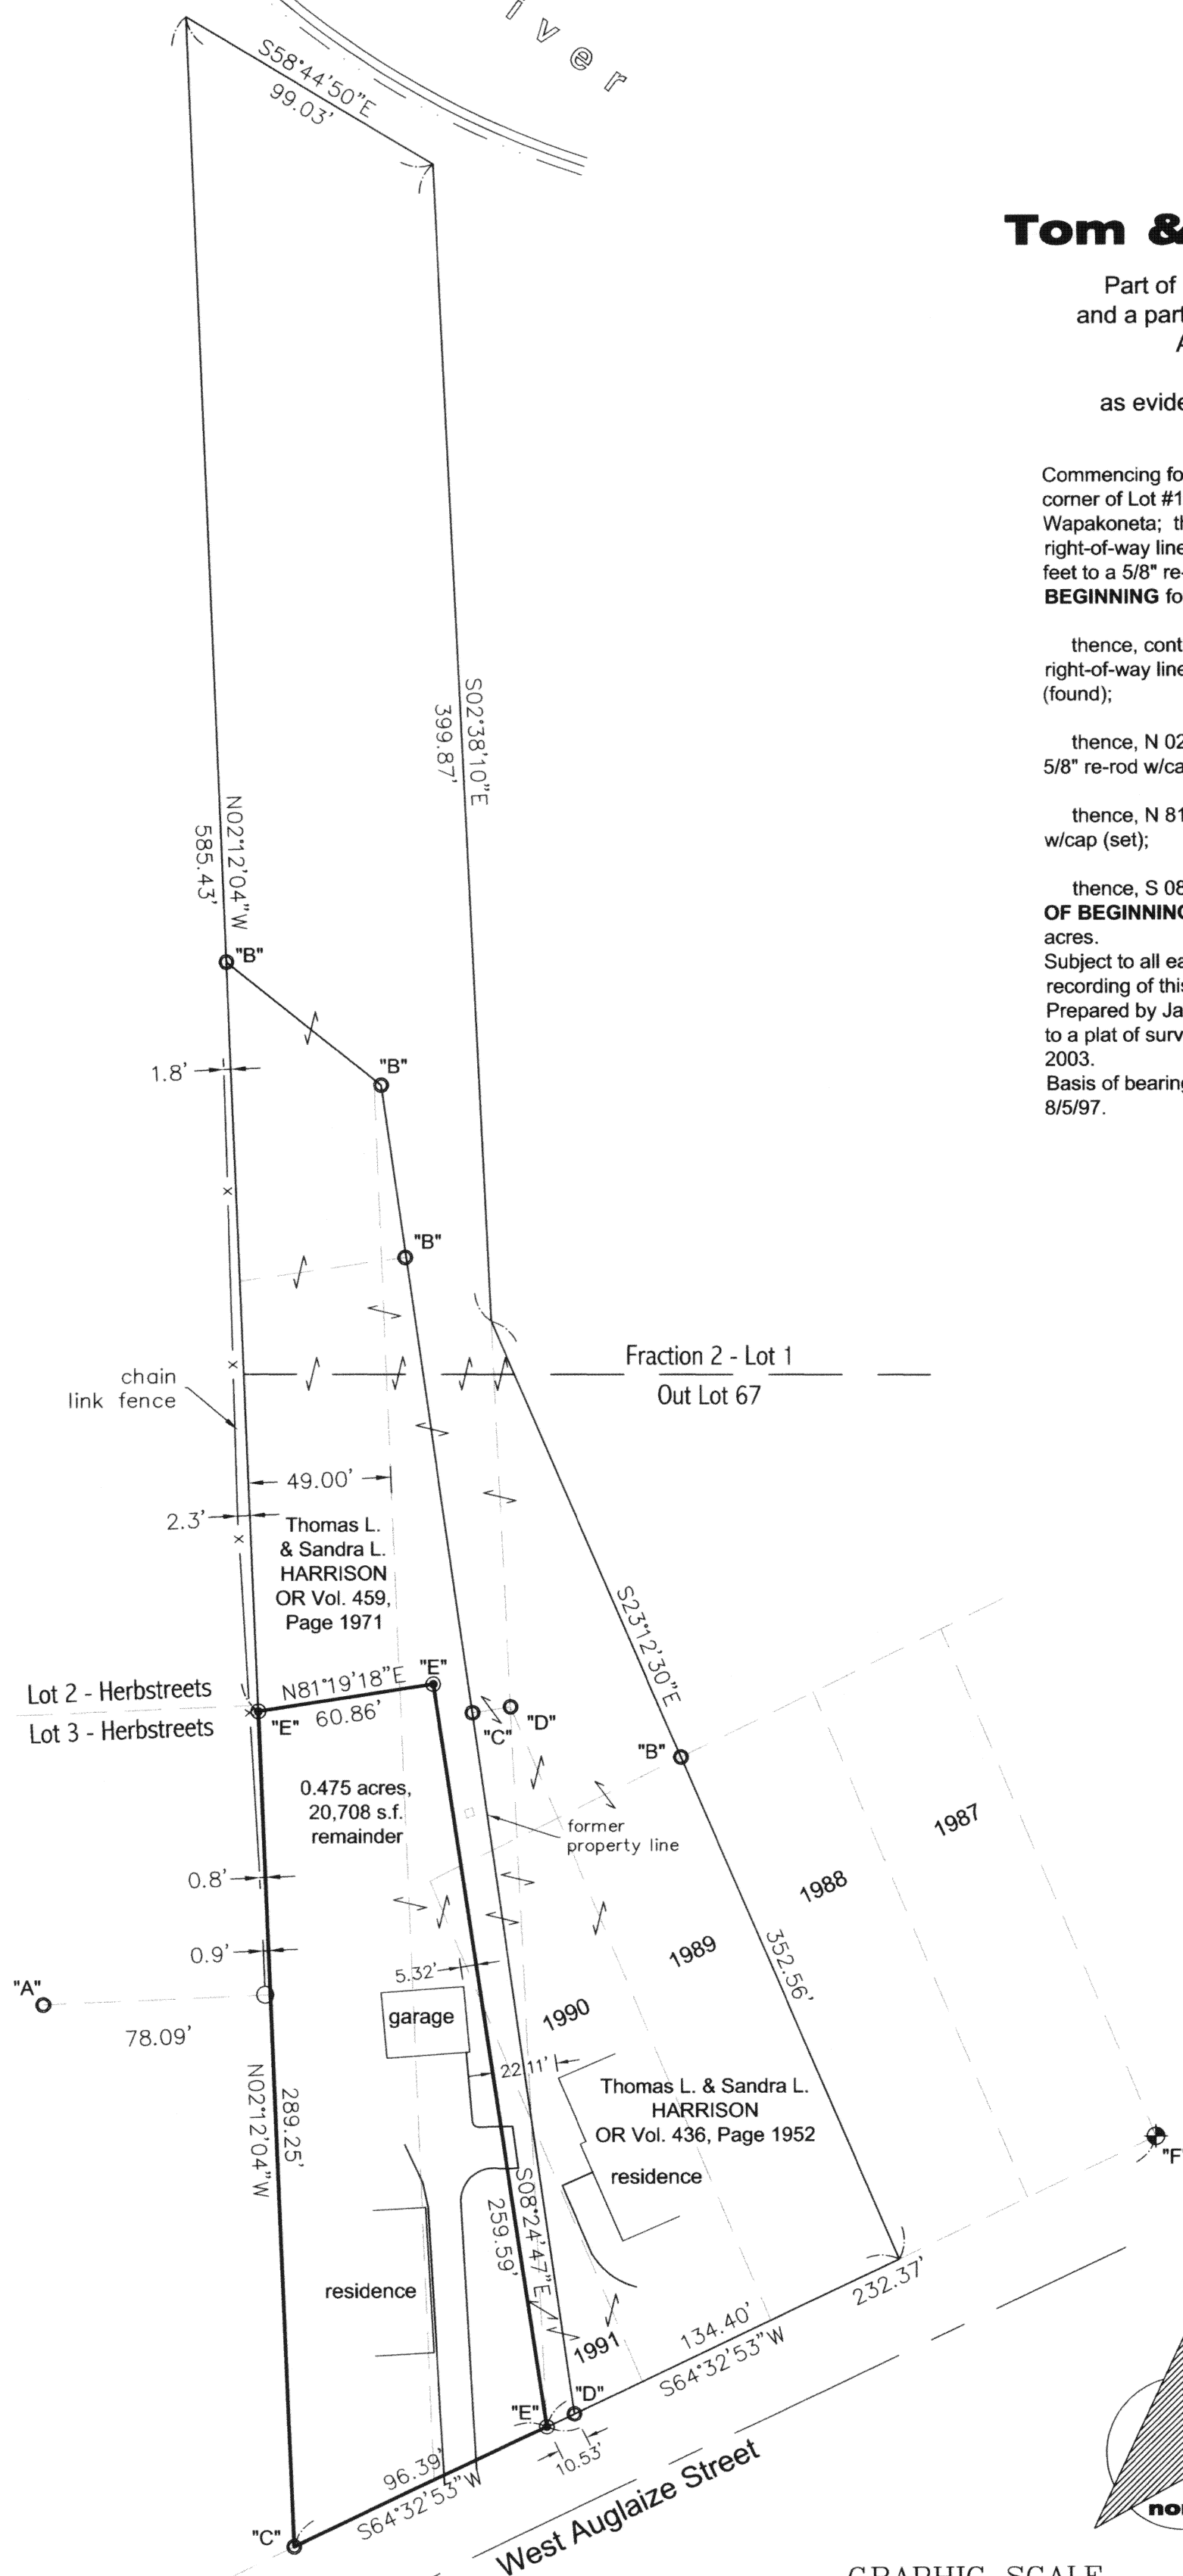 iver
S58°44'50"E
99.03'
Tom &
Part of
and a part
A
as evide
Commencing fo
corner of Lot #1
Wapakoneta; th
right-of-way line
feet to a 5/8" re-
BEGINNING fo
thence, cont
right-of-way line
(found);
thence, N 02
5/8" re-rod w/ca
thence, N 81
w/cap (set);
thence, S 08
OF BEGINNING
acres.
Subject to all ea
recording of this
Prepared by Ja
to a plat of surv
2003.
Basis of bearing
8/5/97.
S02°38'10"E
399.87'
N02°12'04"W
585.43'
"B"
"B"
1.8'
"B"
Fraction 2 - Lot 1
Out Lot 67
chain
link fence
49.00'
2.3'
Thomas L.
& Sandra L.
HARRISON
OR Vol. 459,
Page 1971
S23°12'30"E
Lot 2 - Herbstreets
Lot 3 - Herbstreets
N81°19'18"E
60.86'
"E"
"E"
"C"
"D"
"B"
0.475 acres,
20,708 s.f.
remainder
former
property line
1987
1988
1989
1990
352.56'
0.8'
0.9'
5.32'
"A"
78.09'
garage
22.11'
Thomas L. & Sandra L.
HARRISON
OR Vol. 436, Page 1952
residence
N02°12'04"W
289.25'
S08°24'47"E
259.59'
"F"
residence
232.37'
134.40'
S64°32'53"W
1991
"D"
"E"
10.53'
96.39'
S64°32'53"W
"C"
West Auglaize Street
nor
GRAPHIC SCALE